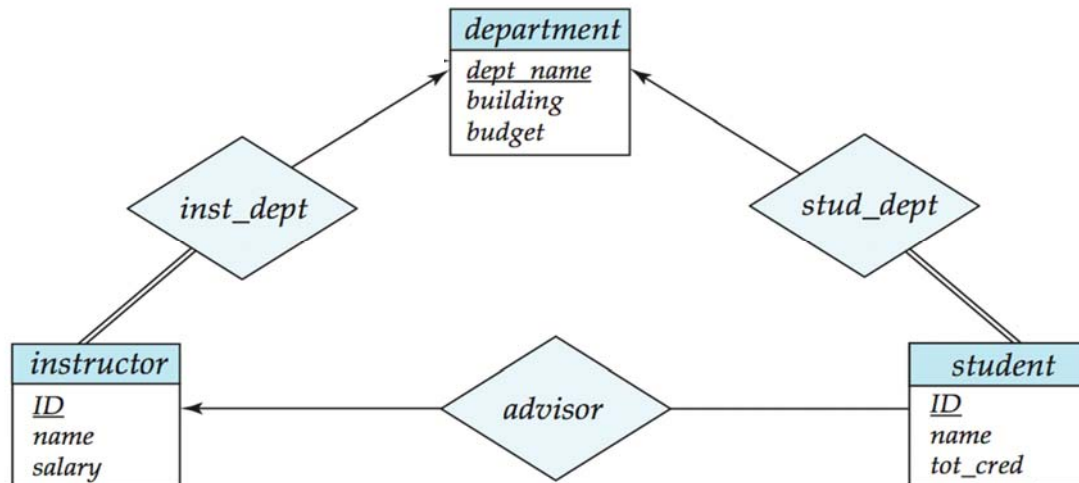 department
dept_name
building
budget
inst_dept
stud_dept
instructor
ID
name
salary
advisor
student
ID
name
tot_cred